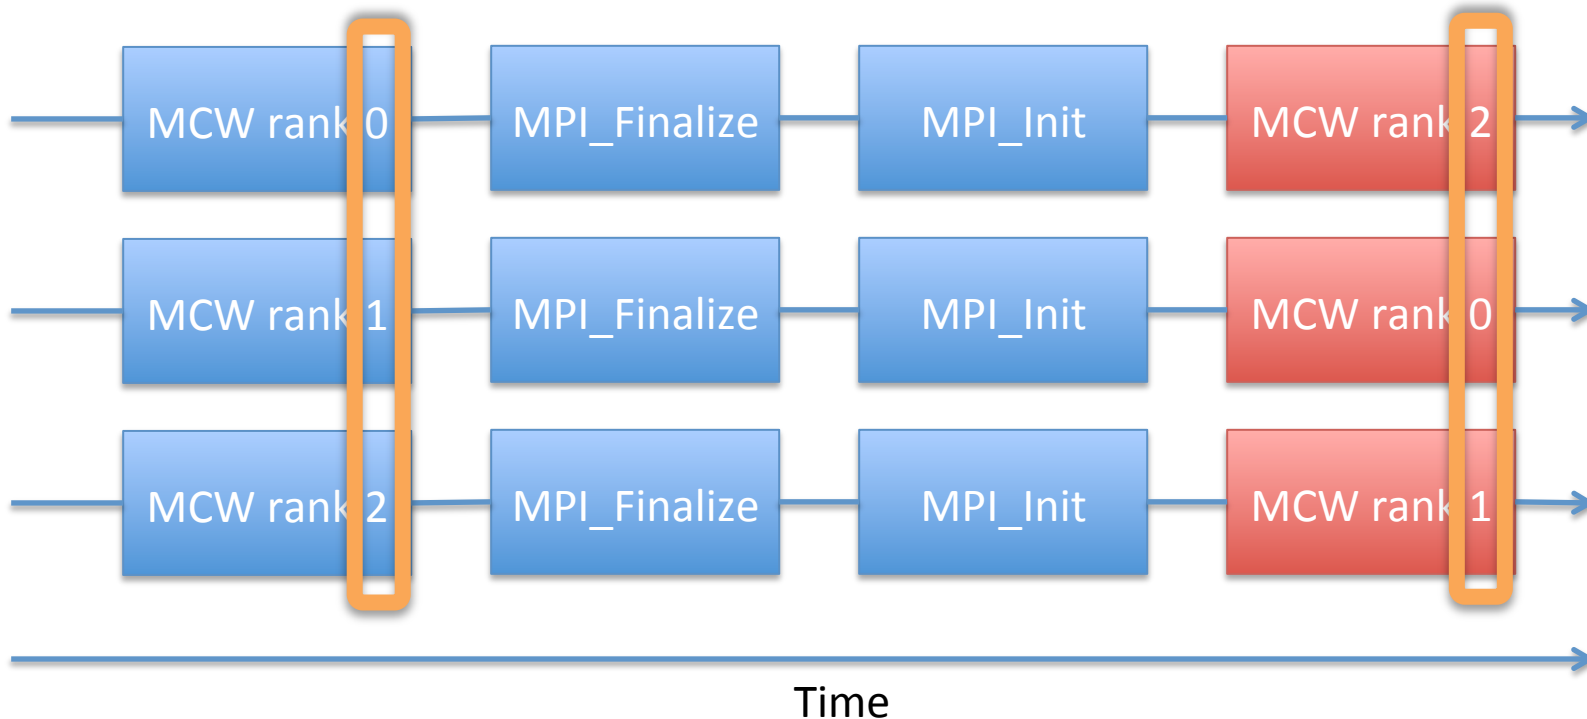 MCW rank 0 MPI_Finalize MPI_Init MCW rank 2
MCW rank 1 MPI_Finalize MPI_Init MCW rank 0
MCW rank 2 MPI_Finalize MPI_Init MCW rank 1
Time